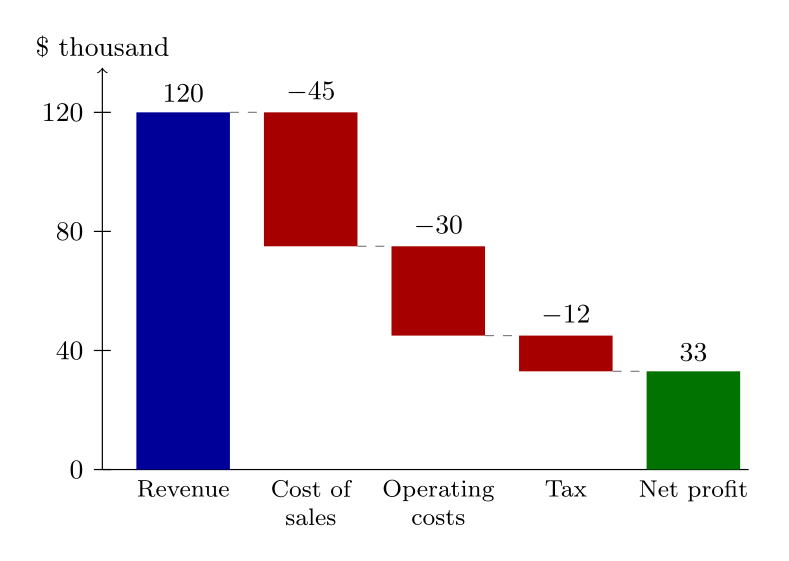 $ thousand
120
−45
120
−30
80
−12
40
33
0
Revenue
Cost of
sales
Operating
costs
Tax
Net profit